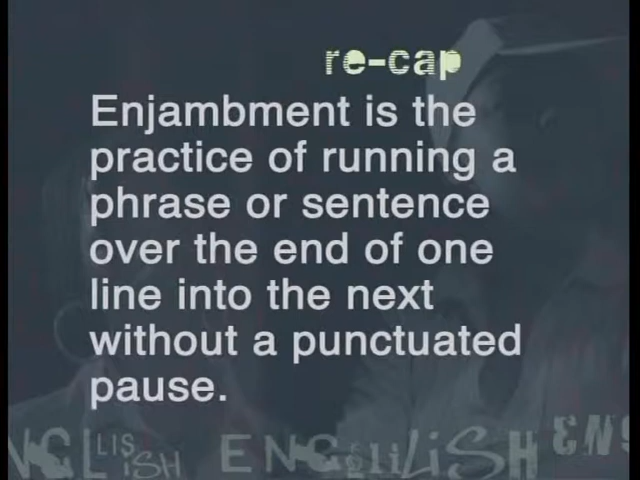 re-cap
Enjambment is the
practice of running a
phrase or sentence
over the end of one
line into the next
without a punctuated
pause.